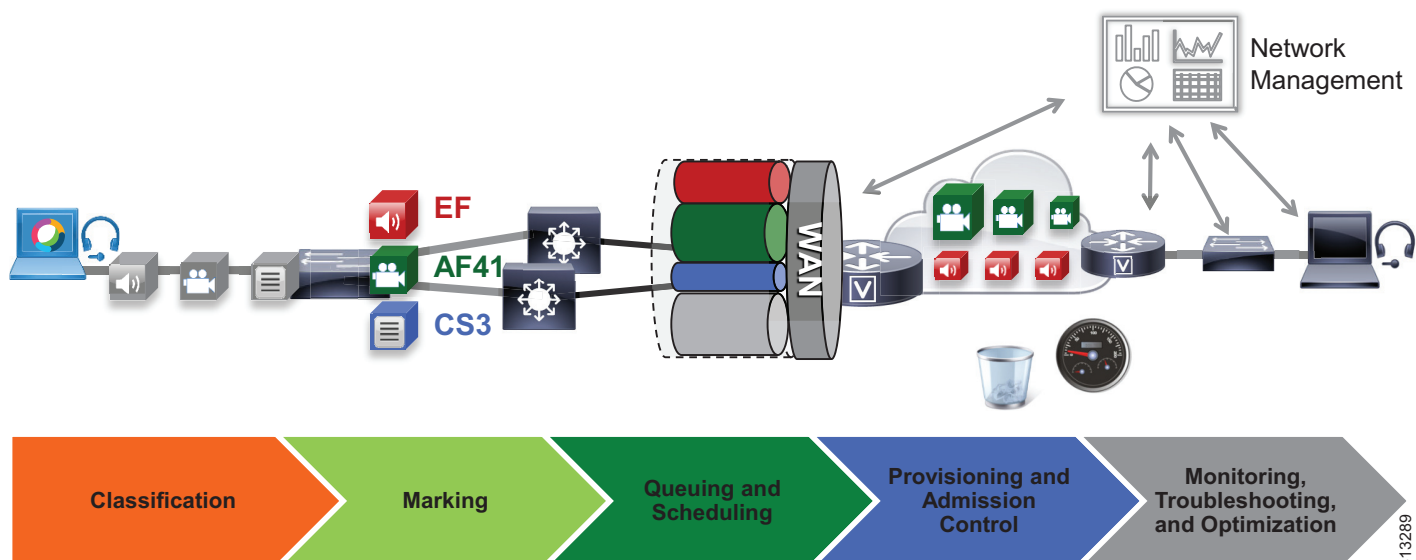 Network
Management
EF
AF41
CS3
WAN
V
V
Classification
Marking
Queuing and
Scheduling
Provisioning and
Admission
Control
Monitoring,
Troubleshooting,
and Optimization
13289